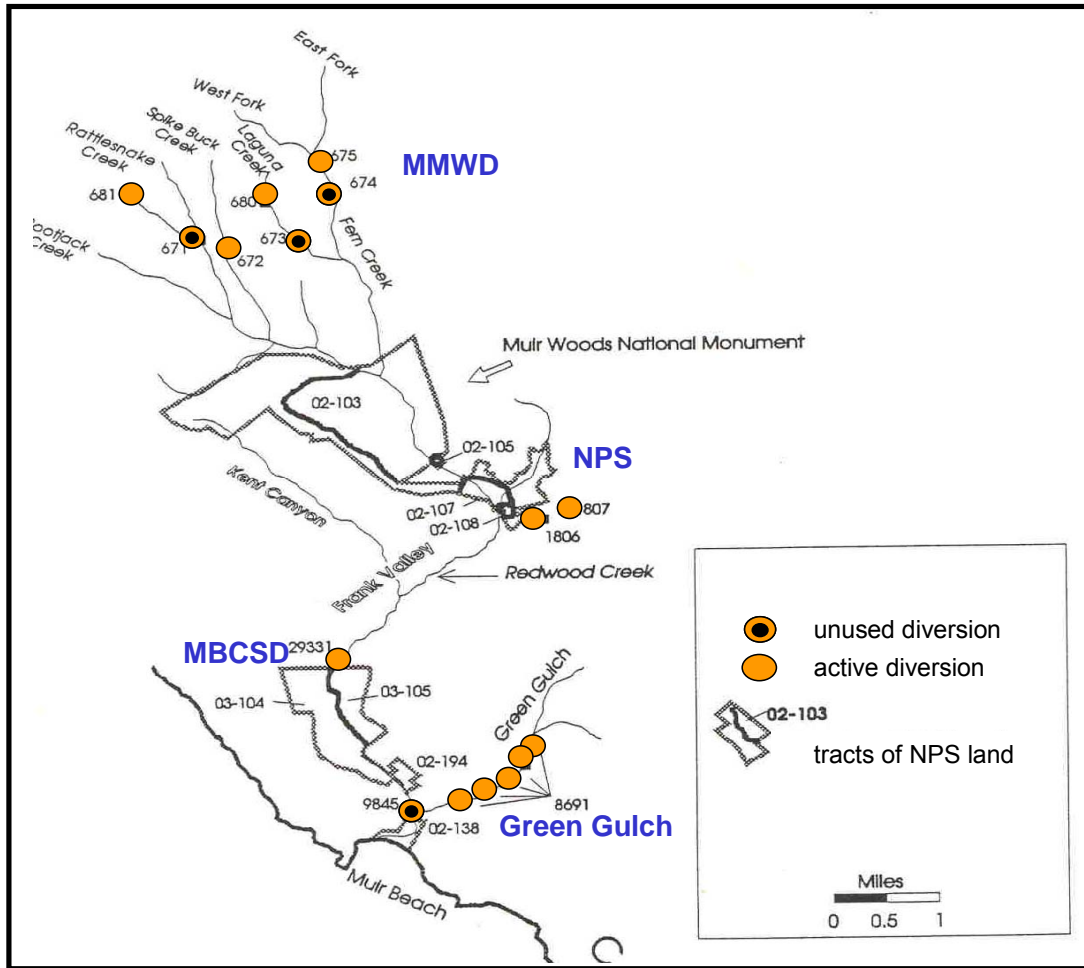 East Fork
West Fork
Laguna
Creek
Spike Buck
Creek
Rattlesnake
Creek
675
MMWD
674
681
680
673
671
672
Fern Creek
ootjack
Creek
Muir Woods National Monument
02-103
02-105
NPS
Kent Canyon
02-107
807
02-108
1806
Frank Valley
Redwood Creek
MBCSD
29331
03-104
03-105
Green Gulch
02-194
9845
8691
02-138
Green Gulch
Muir Beach
unused diversion
active diversion
02-103
tracts of NPS land
Miles
0 0.5 1